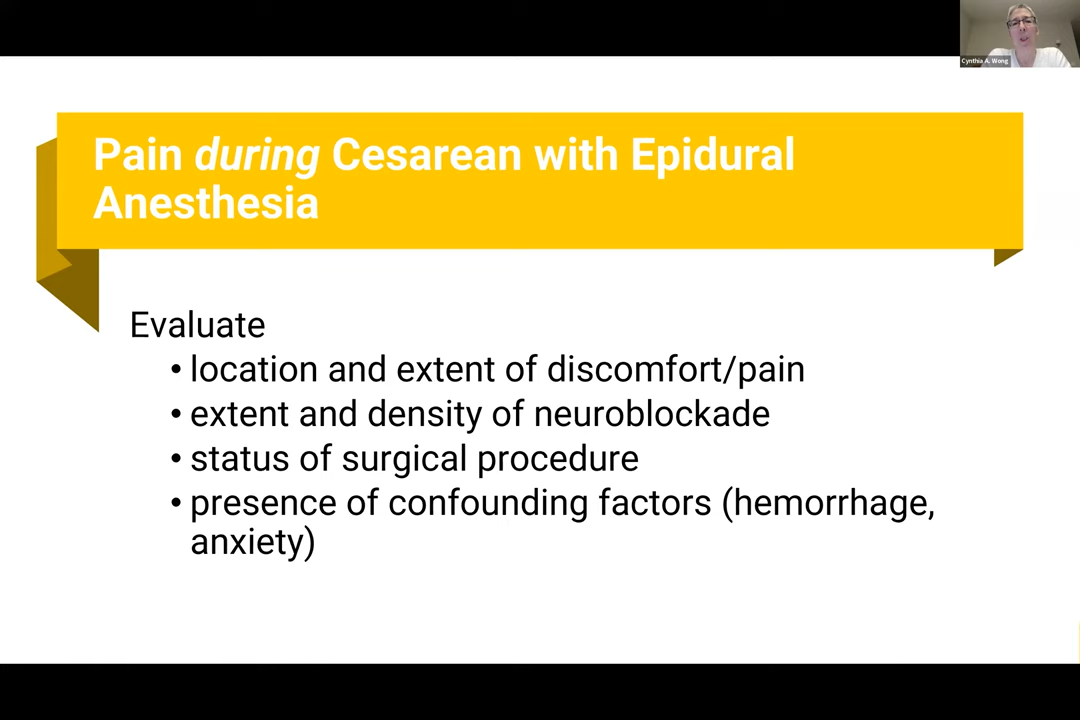 Cynthia A. Wong
Pain during Cesarean with Epidural
Anesthesia
Evaluate
• location and extent of discomfort/pain
• extent and density of neuroblockade
• status of surgical procedure
• presence of confounding factors (hemorrhage,
anxiety)